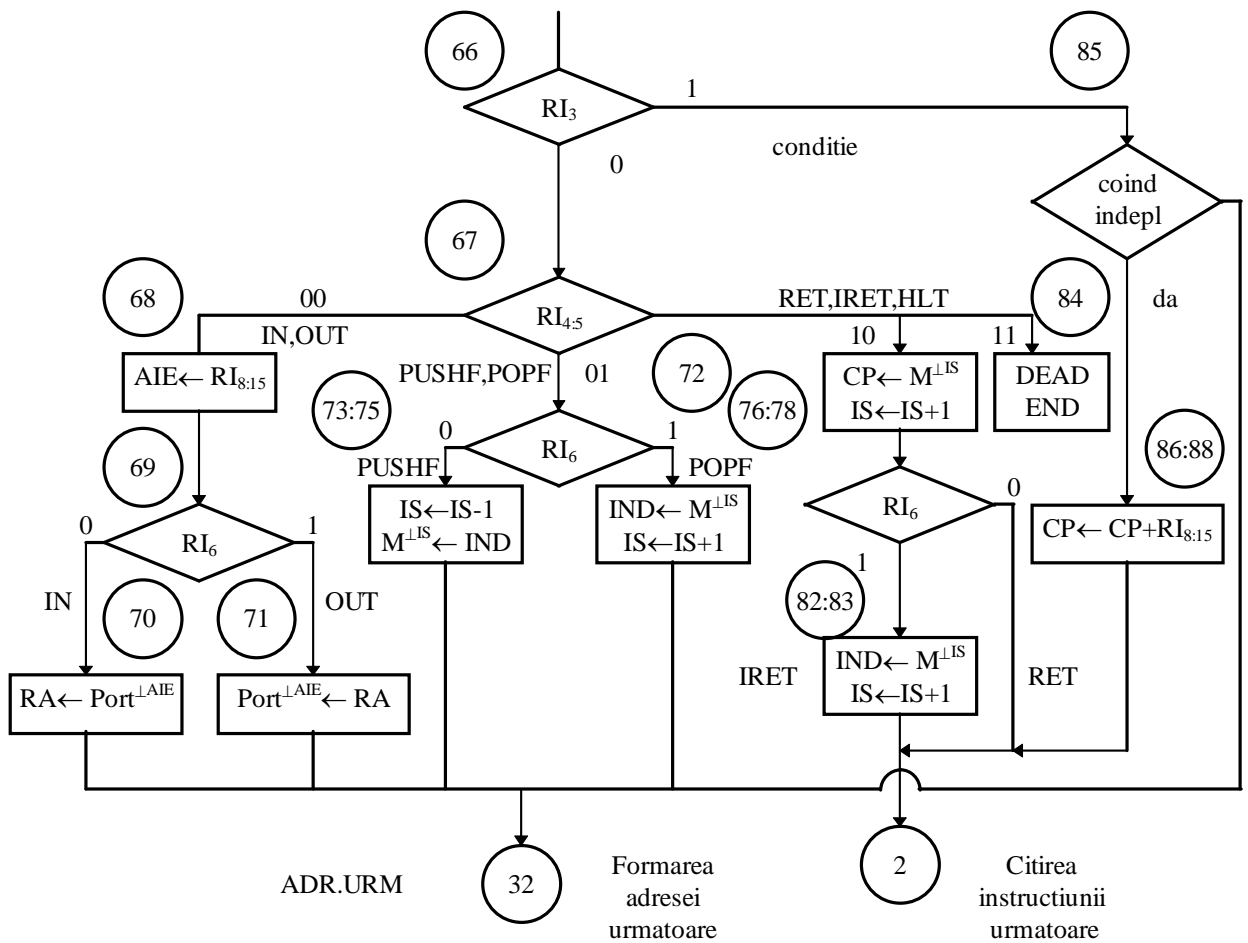 66
85
RI₃
1
conditie
0
coind
indepl
67
68
00
IN,OUT
RI₄:₅
RET,IRET,HLT
84
da
10
11
AIE← RI₈:₁₅
PUSHF,POPF
01
72
CP← M^⊥IS
IS←IS+1
DEAD
END
73:75
76:78
86:88
69
0
RI₆
1
PUSHF
POPF
0
RI₆
1
IS←IS-1
M^⊥IS← IND
IND← M^⊥IS
IS←IS+1
RI₆
0
CP← CP+RI₈:₁₅
IN
70
71
OUT
82:83
1
RA← Port^⊥AIE
Port^⊥AIE← RA
IRET
IND← M^⊥IS
IS←IS+1
RET
ADR.URM
32
Formarea
adresei
urmatoare
2
Citirea
instructiunii
urmatoare